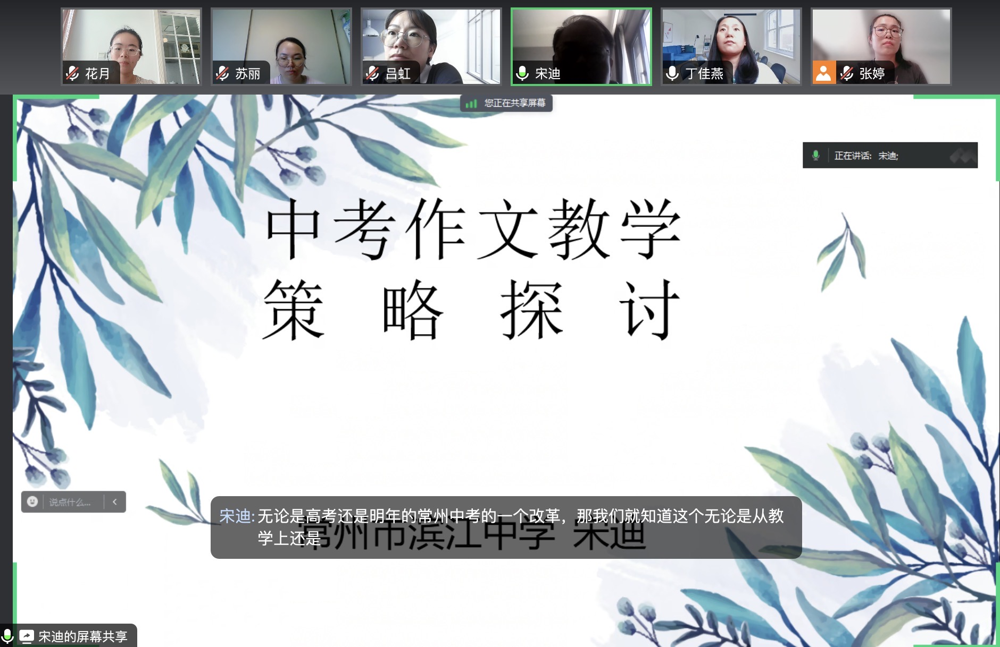 花月
苏丽
吕虹
宋迪
丁佳燕
张婷
您正在共享屏幕
正在讲话: 宋迪;
中考作文教学
策略探讨
说点什么...
宋迪: 无论是高考还是明年的常州中考的一个改革，那我们就知道这个无论是从教
学上还是
常州市滨江中学 宋迪
宋迪的屏幕共享